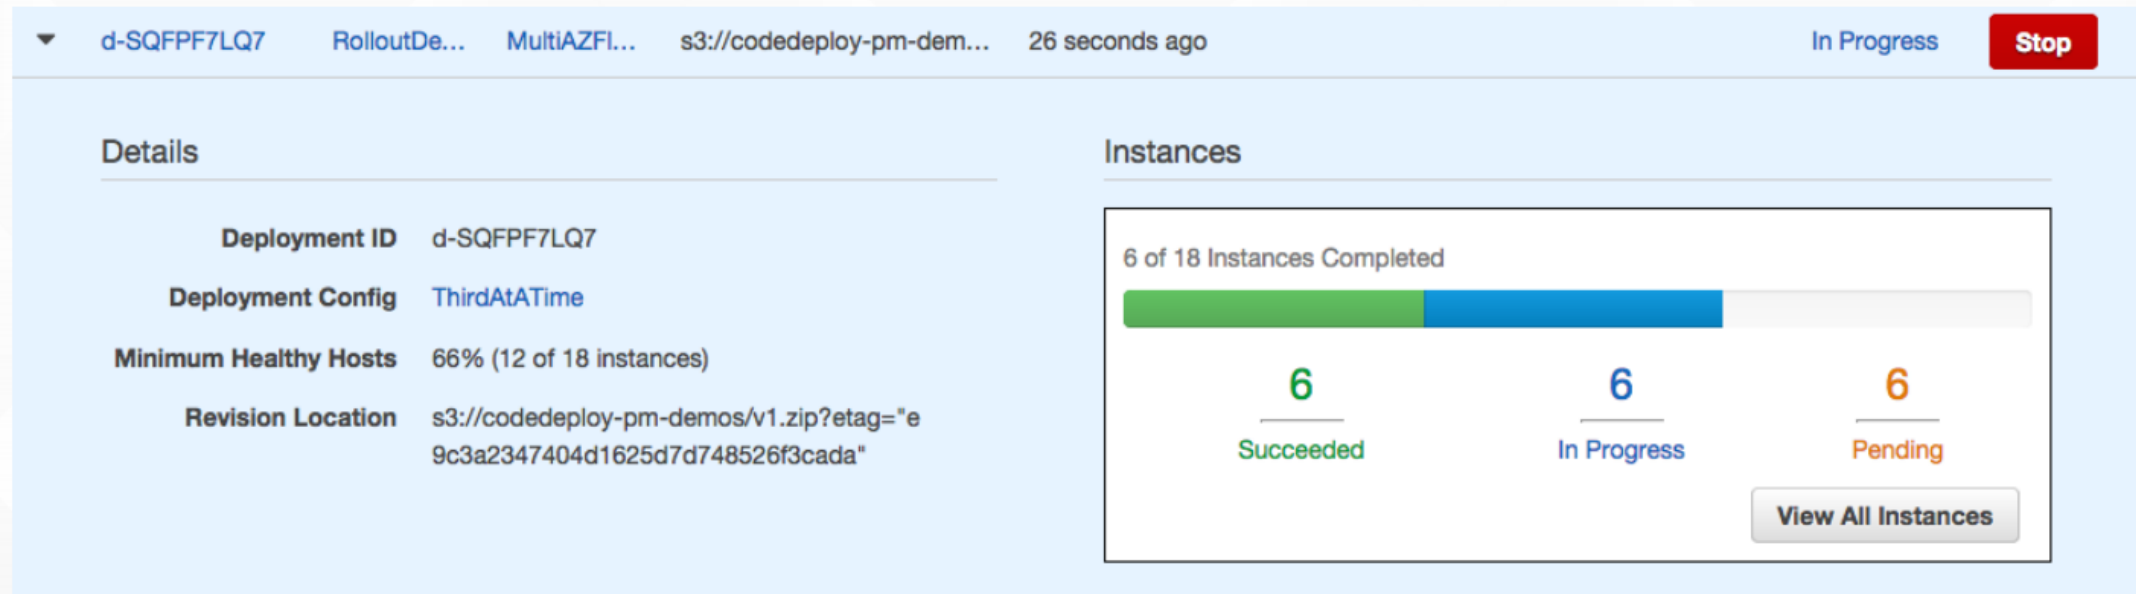 d-SQFPF7LQ7 RolloutDe... MultiAZFl... s3://codedeploy-pm-dem... 26 seconds ago In Progress Stop
Details
Deployment ID d-SQFPF7LQ7
Deployment Config ThirdAtATime
Minimum Healthy Hosts 66% (12 of 18 instances)
Revision Location s3://codedeploy-pm-demos/v1.zip?etag="e
9c3a2347404d1625d7d748526f3cada"
Instances
6 of 18 Instances Completed
6 6 6
Succeeded In Progress Pending
View All Instances